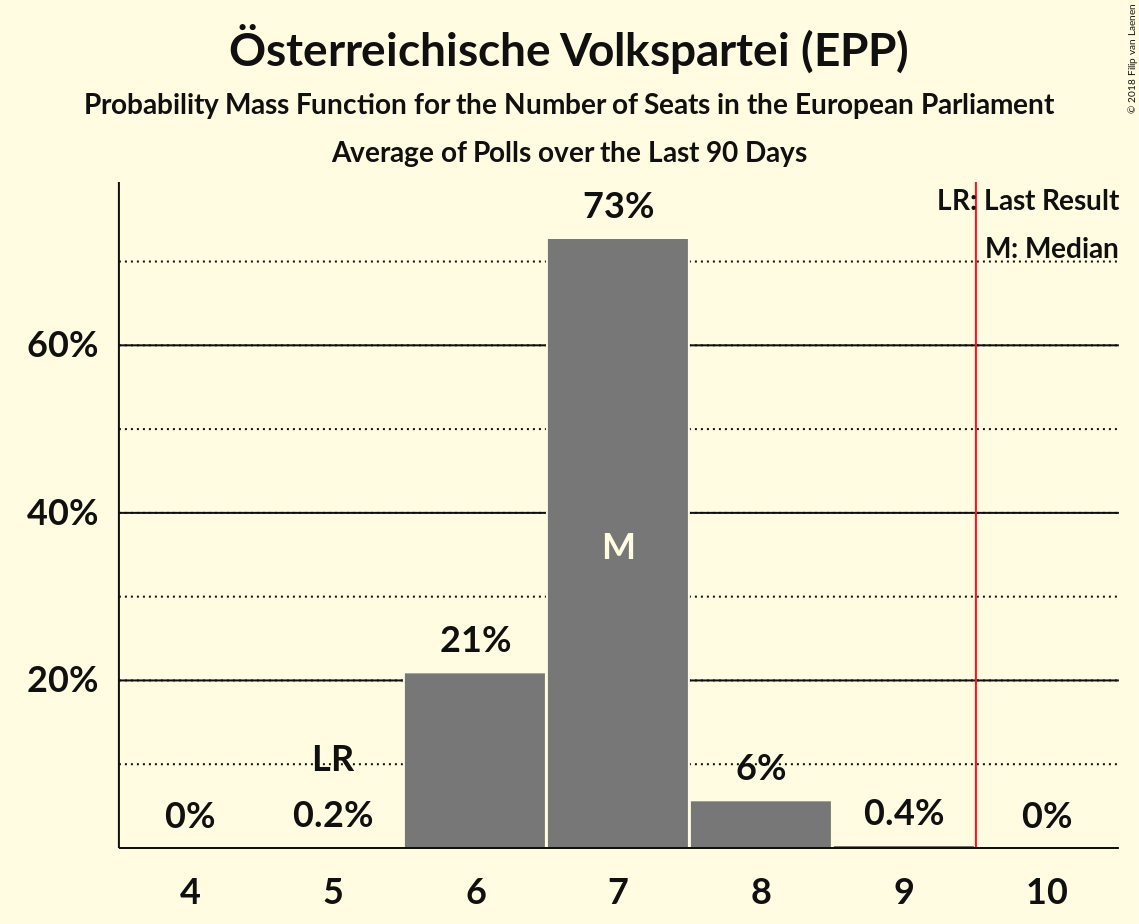 Österreichische Volkspartei (EPP)
Probability Mass Function for the Number of Seats in the European Parliament
Average of Polls over the Last 90 Days
© 2018 Filip van Laenen
LR: Last Result
M: Median
73%
60%
M
40%
21%
20%
LR
6%
0%
0.2%
0.4%
0%
4 5 6 7 8 9 10